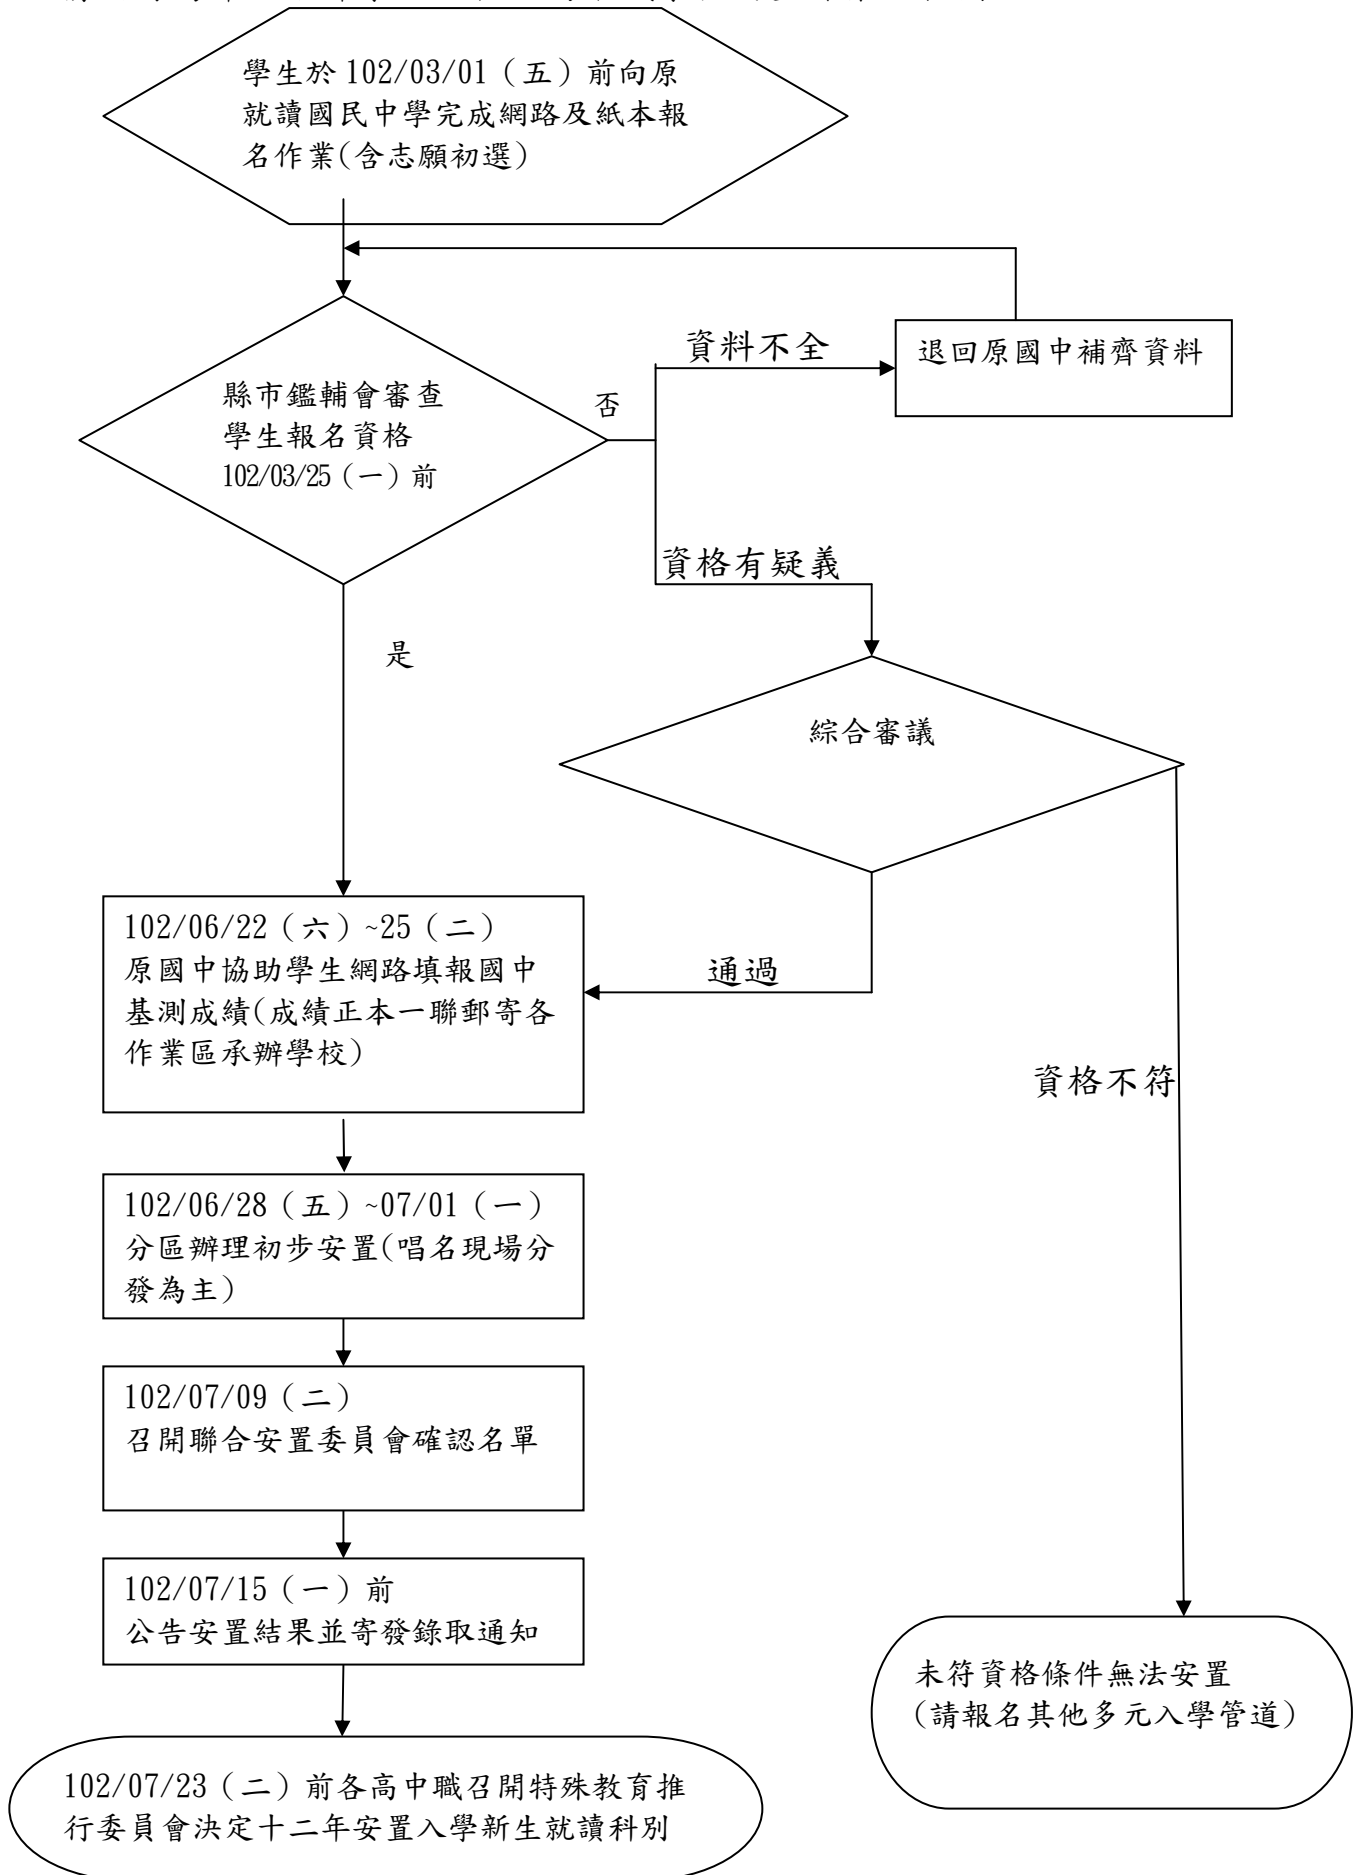 學生於 102/03/01（五）前向原
就讀國民中學完成網路及紙本報
名作業(含志願初選)
資料不全
退回原國中補齊資料
縣市鑑輔會審查
學生報名資格
102/03/25（一）前
否
資格有疑義
是
綜合審議
102/06/22（六）~25（二）
原國中協助學生網路填報國中
基測成績(成績正本一聯郵寄各
作業區承辦學校)
通過
資格不符
102/06/28（五）~07/01（一）
分區辦理初步安置(唱名現場分
發為主)
102/07/09（二）
召開聯合安置委員會確認名單
102/07/15（一）前
公告安置結果並寄發錄取通知
未符資格條件無法安置
(請報名其他多元入學管道)
102/07/23（二）前各高中職召開特殊教育推
行委員會決定十二年安置入學新生就讀科別